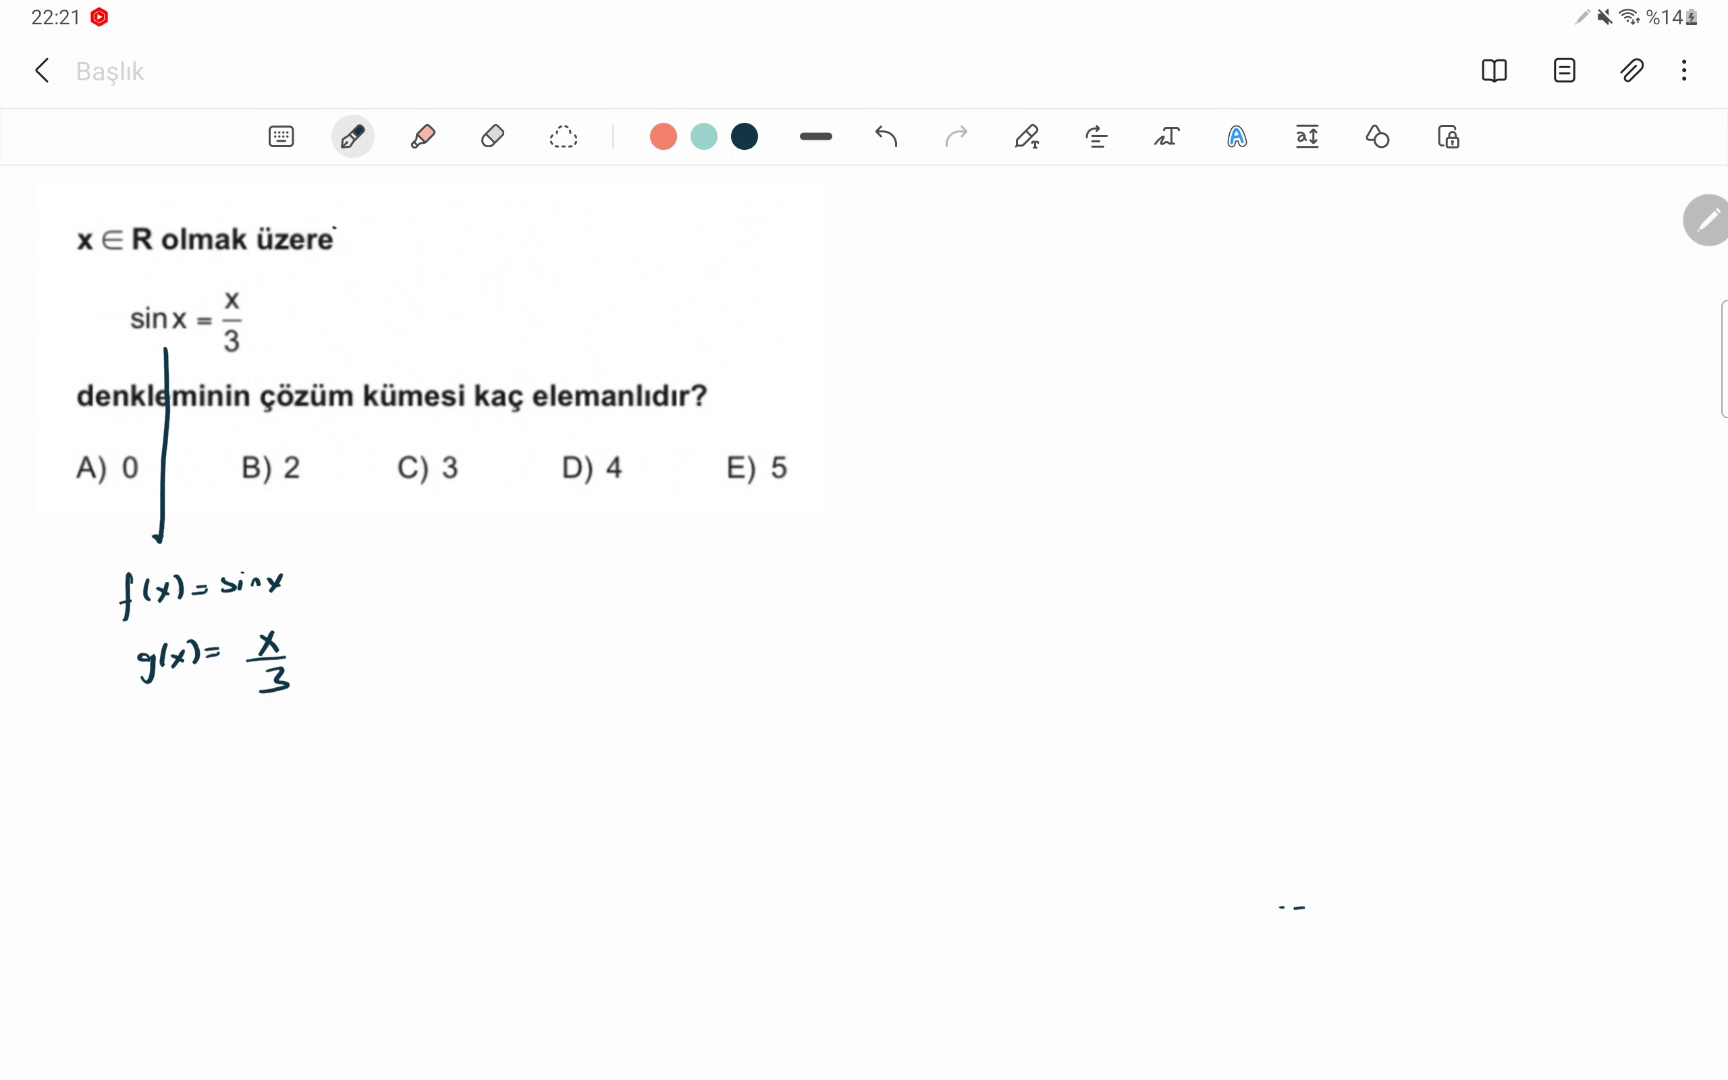 22:21 %14
Başlık
x ∈ R olmak üzere
sin x = x/3
denkleminin çözüm kümesi kaç elemanlıdır?
A) 0 B) 2 C) 3 D) 4 E) 5
f(x) = sinx
g(x) = x/3